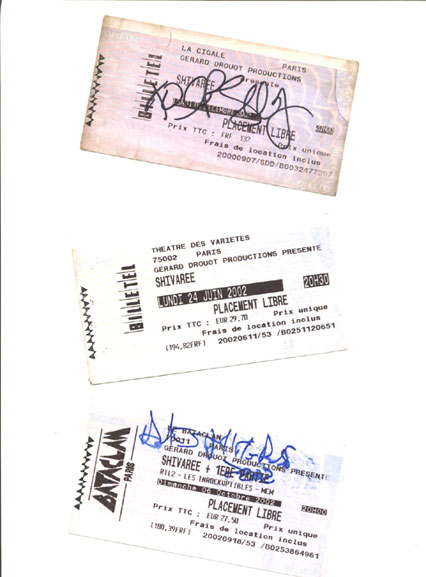 BILLETEL
LA CIGALE PARIS
GERARD DROUOT PRODUCTIONS
Présente
SHIVAREE
PLACEMENT LIBRE
Prix TTC : FRF Prix unique
Frais de location inclus
BILLETEL
THEATRE DES VARIETES
75002 PARIS
GERARD DROUOT PRODUCTIONS PRESENTE
SHIVAREE
LUNDI 24 JUIN 2002 20H30
PLACEMENT LIBRE
Prix TTC : EUR 29,70 Prix unique
Frais de location inclus
(194,82FRF) 20020611/53 /B0251120651
BATACLAN
PARIS
LE BATACLAN
PARIS
GERARD DROUOT PRODUCTIONS PRESENTE
SHIVAREE + 1ERE PARTIE
RTL2 - LES INROCKUPTIBLES - MCM
Dimanche 06 Octobre 2002 20H00
PLACEMENT LIBRE
Prix TTC : EUR 27,50 Prix unique
Frais de location inclus
(180,39FRF) 20020918/53 /B0253864961